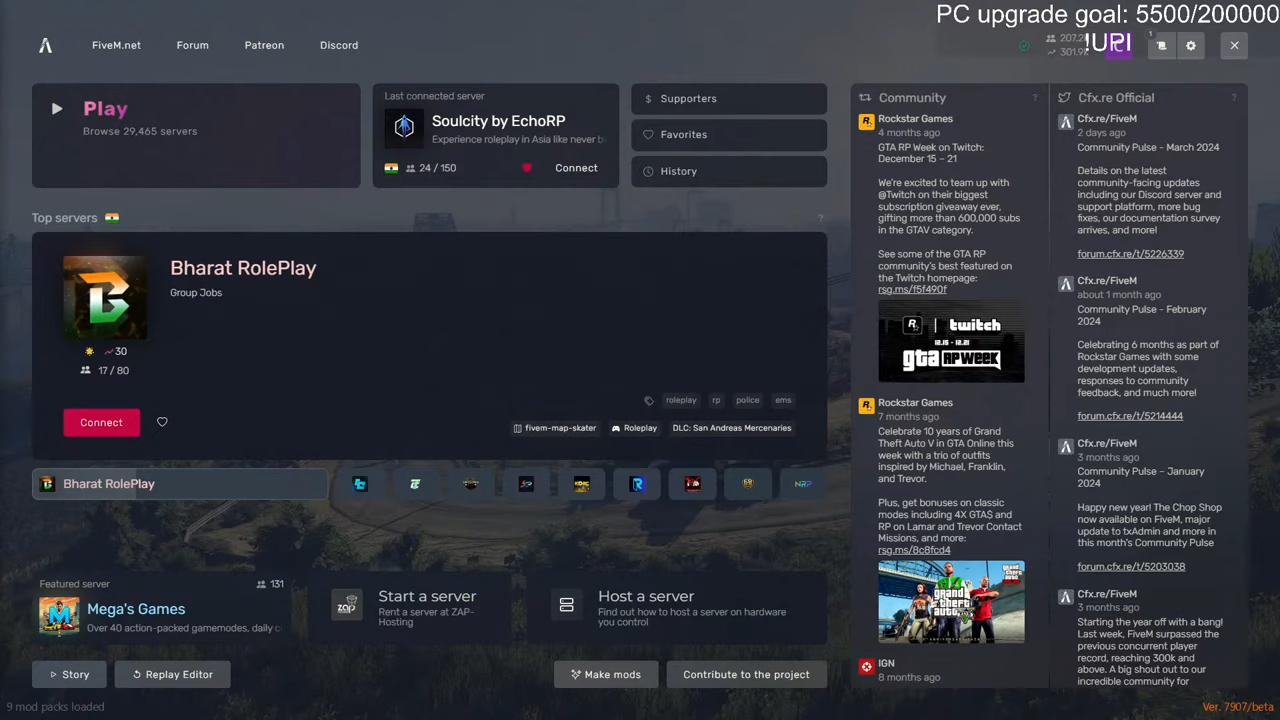 PC upgrade goal: 5500/200000
!UPI
FiveM.net
Forum
Patreon
Discord
1
Play
Browse 29,465 servers
Last connected server
Soulcity by EchoRP
Experience roleplay in Asia like never b
24 / 150
Connect
Supporters
Favorites
History
Top servers
?
Bharat RolePlay
Group Jobs
30
17 / 80
Connect
roleplay
rp
police
ems
fivem-map-skater
Roleplay
DLC: San Andreas Mercenaries
Bharat RolePlay
NRP
Featured server
131
Mega's Games
Over 40 action-packed gamemodes, daily c
Start a server
Rent a server at ZAP-
Hosting
Host a server
Find out how to host a server on hardware
you control
Story
Replay Editor
Make mods
Contribute to the project
9 mod packs loaded
Community
?
Rockstar Games
4 months ago
GTA RP Week on Twitch:
December 15 – 21
We're excited to team up with
@Twitch on their biggest
subscription giveaway ever,
gifting more than 600,000 subs
in the GTAV category.
See some of the GTA RP
community's best featured on
the Twitch homepage:
rsg.ms/f5f490f
twitch
12.15 - 12.21
gta RP WEEK
Rockstar Games
7 months ago
Celebrate 10 years of Grand
Theft Auto V in GTA Online this
week with a trio of outfits
inspired by Michael, Franklin,
and Trevor.
Plus, get bonuses on classic
modes including 4X GTA$ and
RP on Lamar and Trevor Contact
Missions, and more:
rsg.ms/8c8fcd4
grand
theft
auto
IGN
8 months ago
Cfx.re Official
?
Cfx.re/FiveM
2 days ago
Community Pulse - March 2024
Details on the latest
community-facing updates
including our Discord server and
support platform, more bug
fixes, our documentation survey
arrives, and more!
forum.cfx.re/t/5226339
Cfx.re/FiveM
about 1 month ago
Community Pulse - February
2024
Celebrating 6 months as part of
Rockstar Games with some
development updates,
responses to community
feedback, and much more!
forum.cfx.re/t/5214444
Cfx.re/FiveM
3 months ago
Community Pulse – January
2024
Happy new year! The Chop Shop
now available on FiveM, major
update to txAdmin and more in
this month's Community Pulse
forum.cfx.re/t/5203038
Cfx.re/FiveM
3 months ago
Starting the year off with a bang!
Last week, FiveM surpassed the
previous concurrent player
record, reaching 300k and
above. A big shout out to our
incredible community for
Ver. 7907/beta